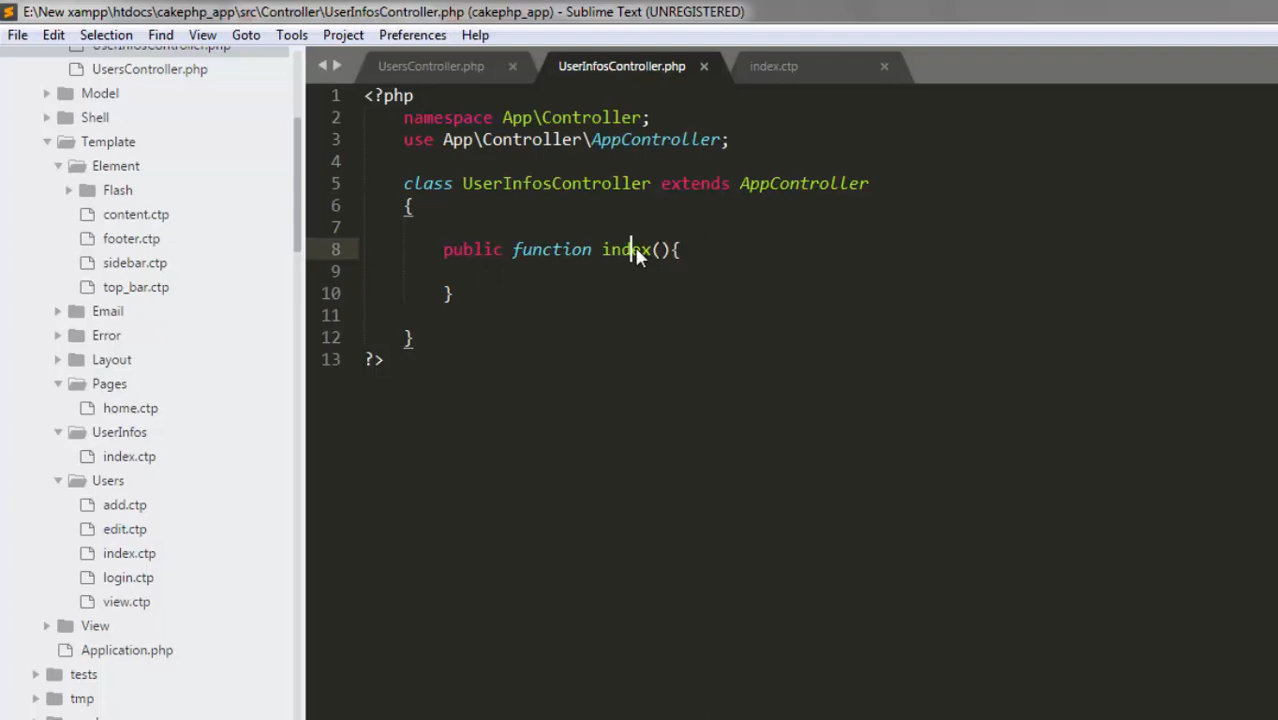 E:\New xampp\htdocs\cakephp_app\src\Controller\UserInfosController.php (cakephp_app) - Sublime Text (UNREGISTERED)
File Edit Selection Find View Goto Tools Project Preferences Help
UserInfosController.php
UsersController.php
Model
Shell
Template
Element
Flash
content.ctp
footer.ctp
sidebar.ctp
top_bar.ctp
Email
Error
Layout
Pages
home.ctp
UserInfos
index.ctp
Users
add.ctp
edit.ctp
index.ctp
login.ctp
view.ctp
View
Application.php
tests
tmp
UsersController.php × UserInfosController.php × index.ctp ×
1 <?php
2 namespace App\Controller;
3 use App\Controller\AppController;
4
5 class UserInfosController extends AppController
6 {
7
8 public function index(){
9
10 }
11
12 }
13 ?>